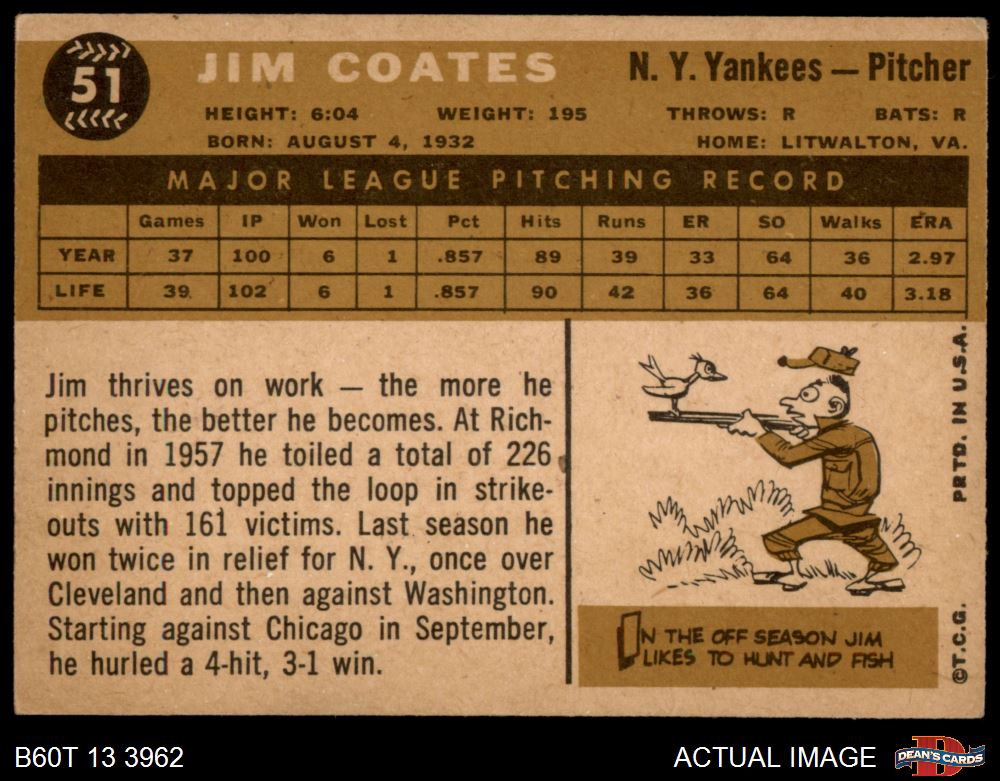 51
JIM COATES
N. Y. Yankees — Pitcher
HEIGHT: 6:04 WEIGHT: 195 THROWS: R BATS: R
BORN: AUGUST 4, 1932 HOME: LITWALTON, VA.
MAJOR LEAGUE PITCHING RECORD
Games IP Won Lost Pct Hits Runs ER SO Walks ERA
YEAR 37 100 6 1 .857 89 39 33 64 36 2.97
LIFE 39 102 6 1 .857 90 42 36 64 40 3.18
Jim thrives on work — the more he
pitches, the better he becomes. At Rich-
mond in 1957 he toiled a total of 226
innings and topped the loop in strike-
outs with 161 victims. Last season he
won twice in relief for N. Y., once over
Cleveland and then against Washington.
Starting against Chicago in September,
he hurled a 4-hit, 3-1 win.
IN THE OFF SEASON JIM
LIKES TO HUNT AND FISH
©T.C.G. PRTD. IN U.S.A.
B60T 13 3962
ACTUAL IMAGE
D
DEAN'S CARDS